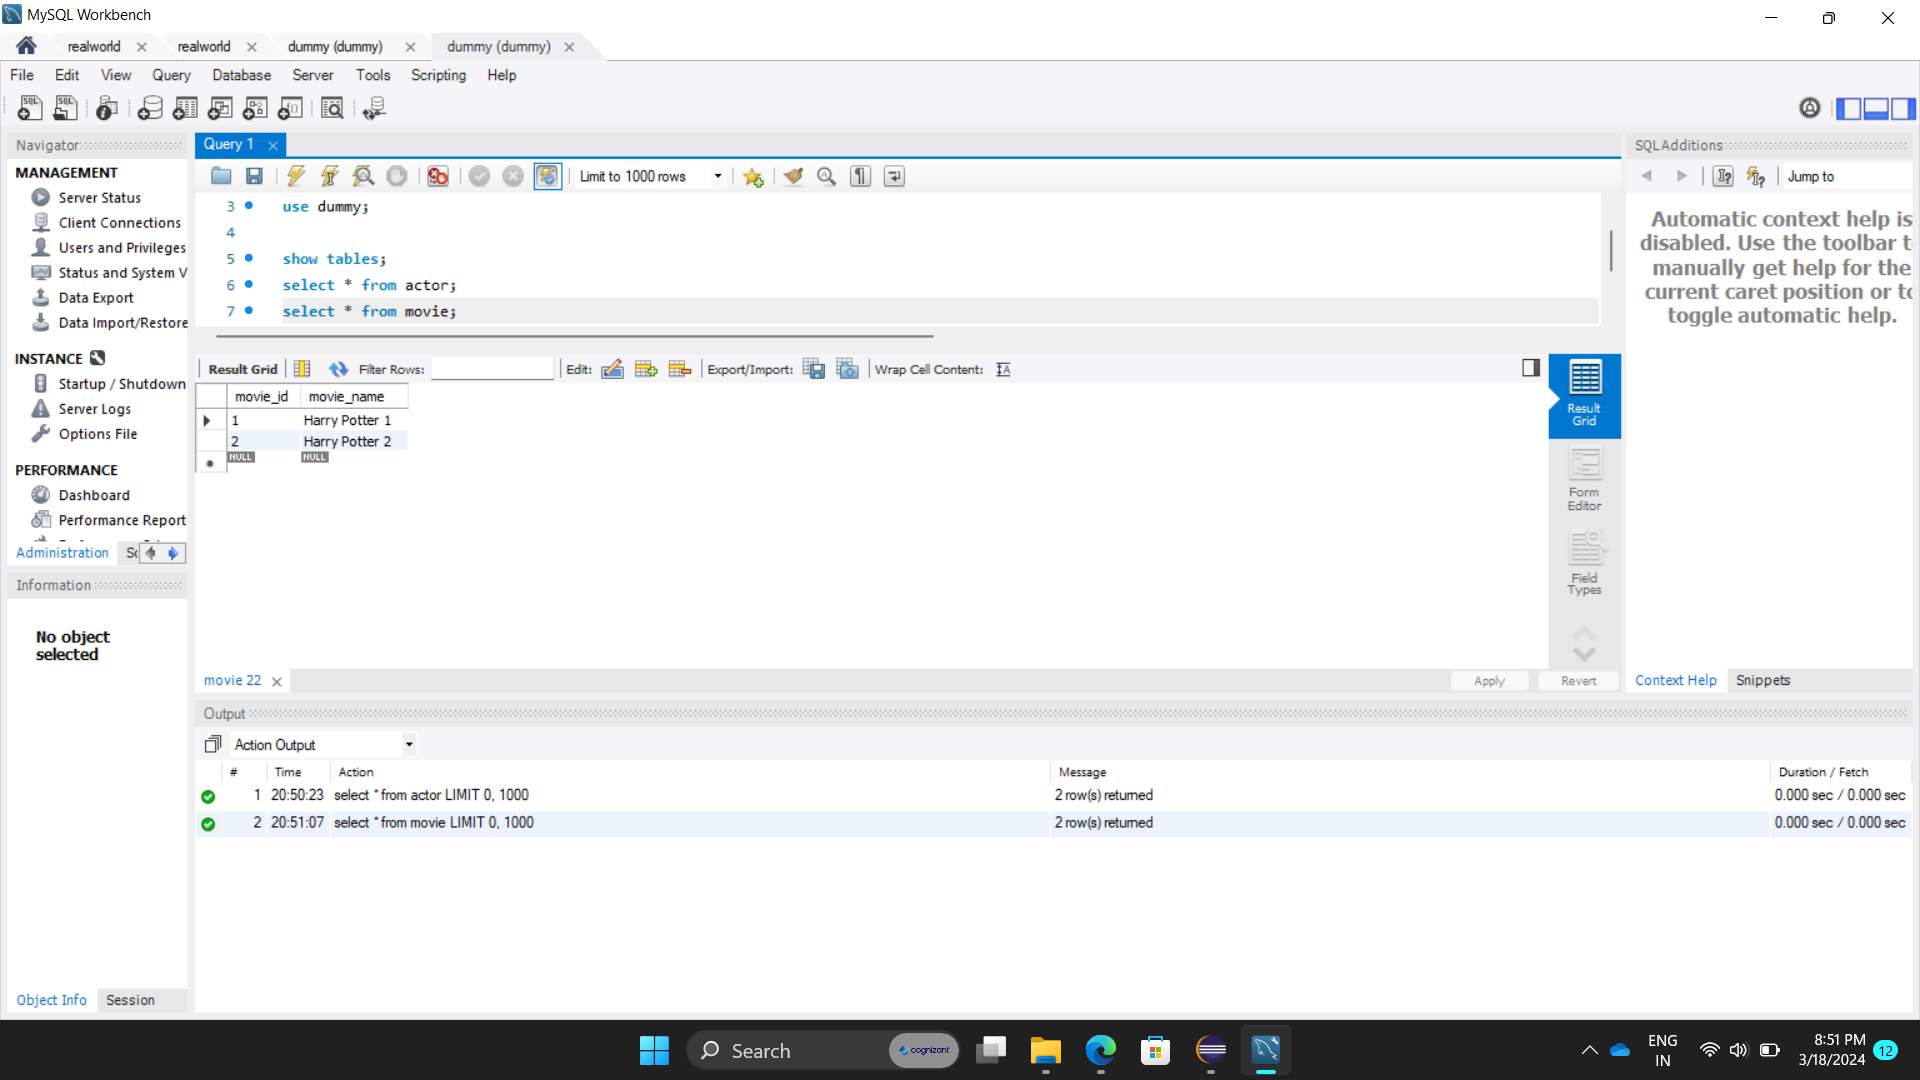 MySQL Workbench
realworld
realworld
dummy (dummy)
dummy (dummy)
File Edit View Query Database Server Tools Scripting Help
Navigator
MANAGEMENT
Server Status
Client Connections
Users and Privileges
Status and System V
Data Export
Data Import/Restore
INSTANCE
Startup / Shutdown
Server Logs
Options File
PERFORMANCE
Dashboard
Performance Report
Administration
Information
No object
selected
Object Info Session
Query 1
Limit to 1000 rows
3 use dummy;
4
5 show tables;
6 select * from actor;
7 select * from movie;
Result Grid Filter Rows: Edit: Export/Import: Wrap Cell Content:
movie_id movie_name
1 Harry Potter 1
2 Harry Potter 2
NULL NULL
Result
Grid
Form
Editor
Field
Types
movie 22
Apply Revert
SQLAdditions
Jump to
Automatic context help is
disabled. Use the toolbar t
manually get help for the
current caret position or to
toggle automatic help.
Context Help Snippets
Output
Action Output
# Time Action Message Duration / Fetch
1 20:50:23 select * from actor LIMIT 0, 1000 2 row(s) returned 0.000 sec / 0.000 sec
2 20:51:07 select * from movie LIMIT 0, 1000 2 row(s) returned 0.000 sec / 0.000 sec
Search
cognizant
ENG
IN
8:51 PM
3/18/2024
12